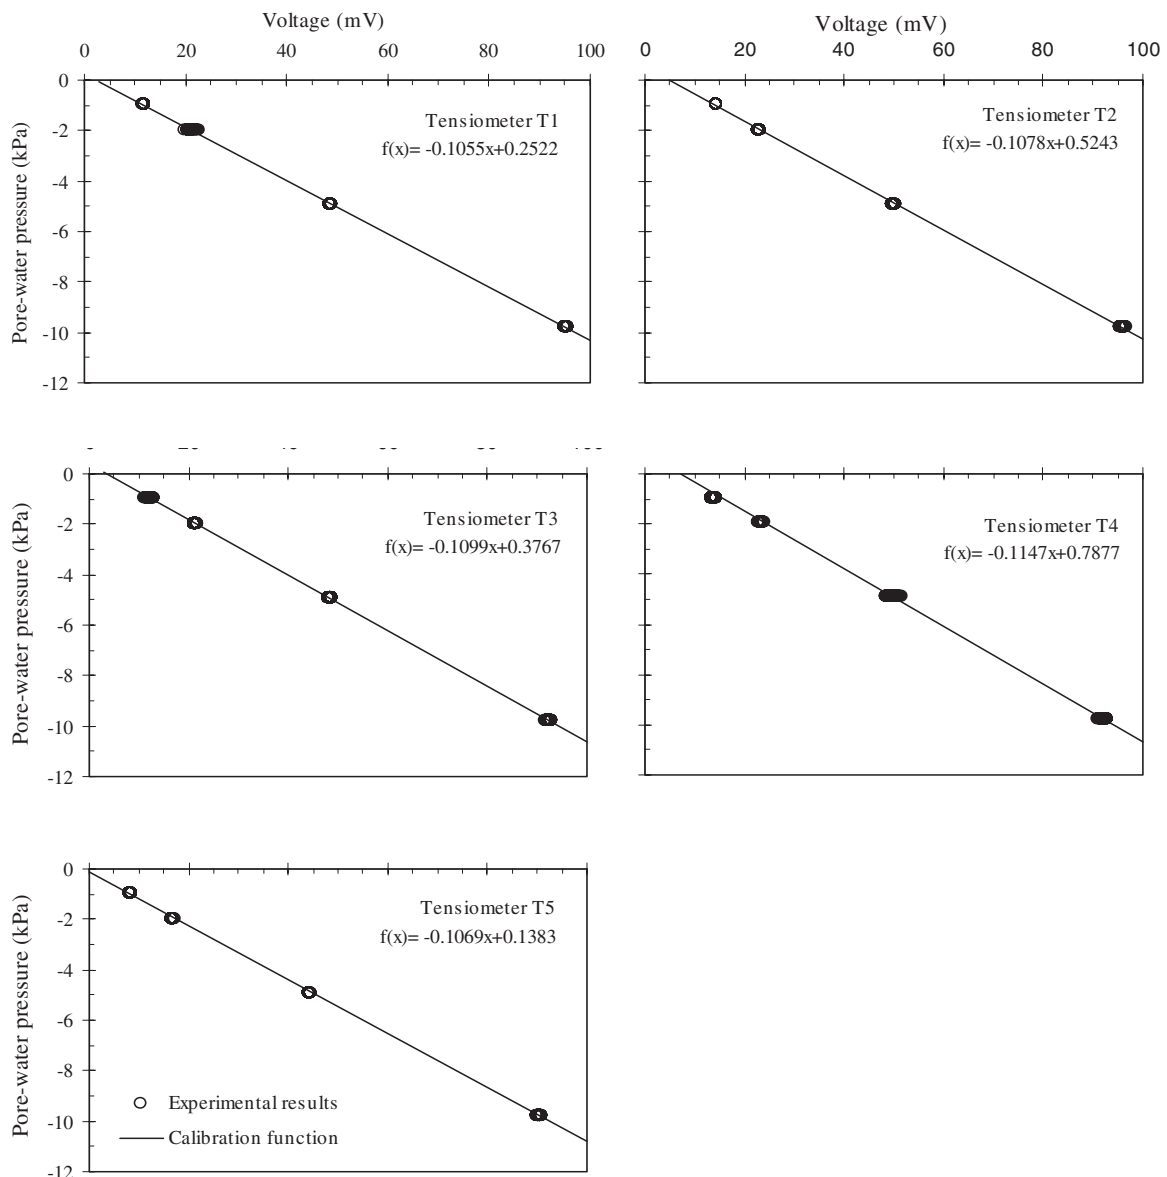 Voltage (mV)
0 20 40 60 80 100
0
-2
-4
-6
-8
-10
-12
Pore-water pressure (kPa)
Tensiometer T1
f(x)= -0.1055x+0.2522
Voltage (mV)
0 20 40 60 80 100
Tensiometer T2
f(x)= -0.1078x+0.5243
0
-2
-4
-6
-8
-10
-12
Pore-water pressure (kPa)
Tensiometer T3
f(x)= -0.1099x+0.3767
Tensiometer T4
f(x)= -0.1147x+0.7877
0
-2
-4
-6
-8
-10
-12
Pore-water pressure (kPa)
Tensiometer T5
f(x)= -0.1069x+0.1383
Experimental results
Calibration function